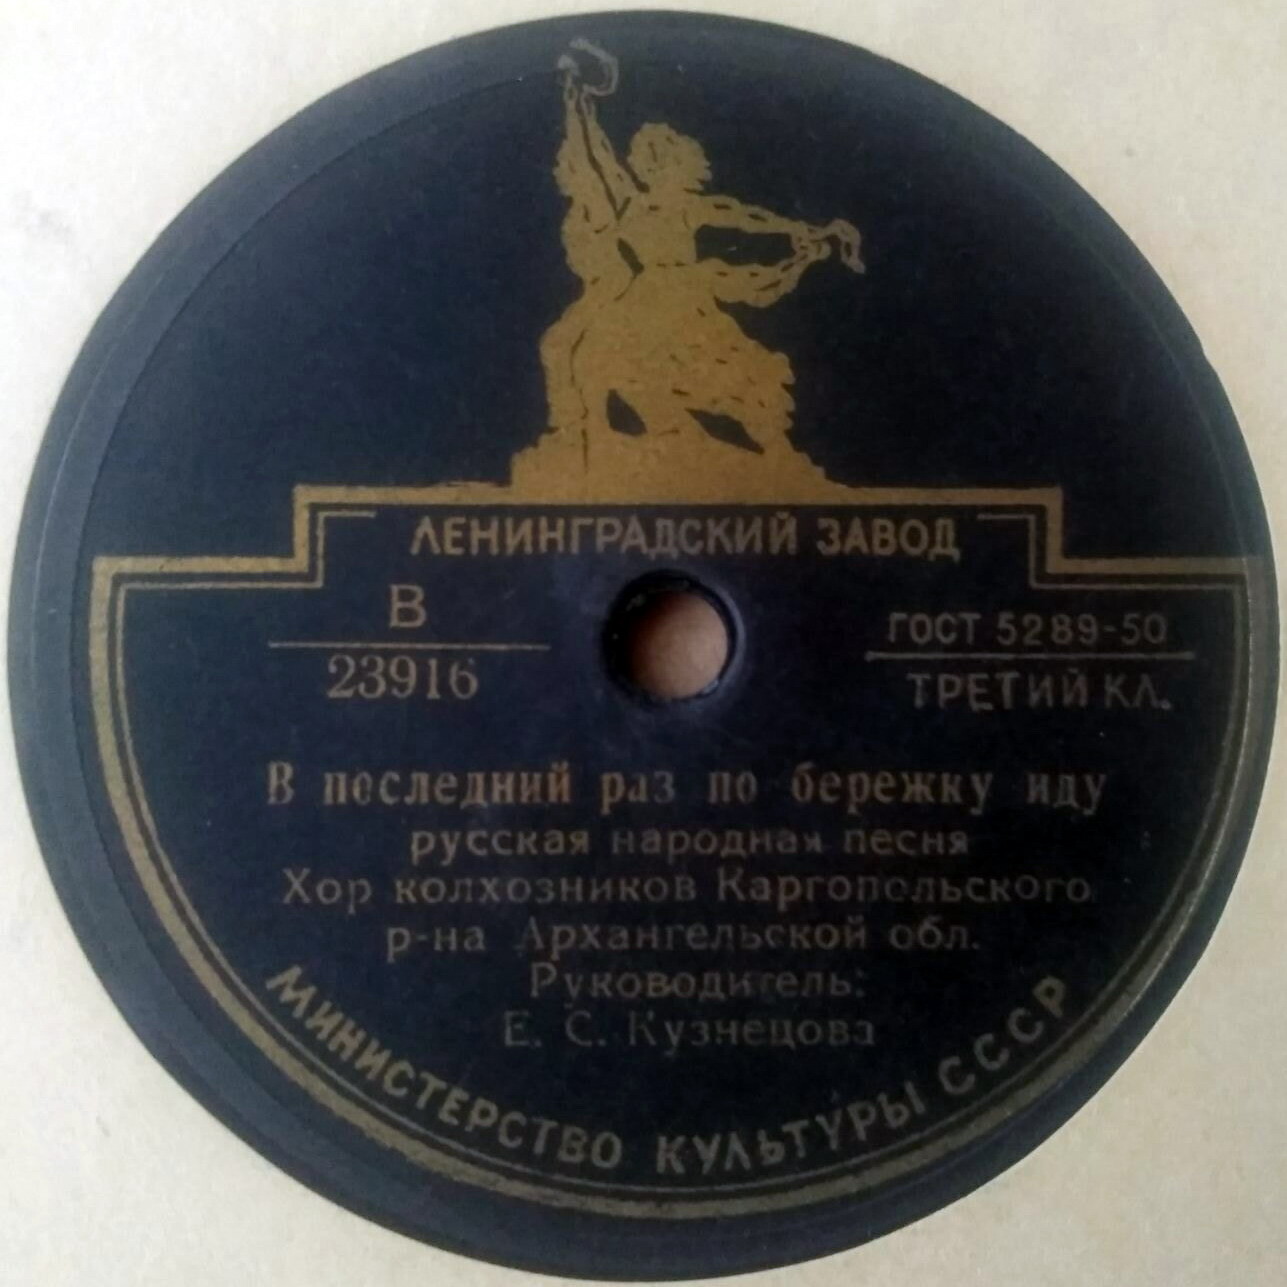 ЛЕНИНГРАДСКИЙ ЗАВОД
В
23916
ГОСТ 5289-50
ТРЕТИЙ КЛ.
В последний раз по бережку иду
русская народная песня
Хор колхозников Каргопольского
р-на Архангельской обл.
Руководитель:
Е. С. Кузнецова
МИНИСТЕРСТВО КУЛЬТУРЫ СССР